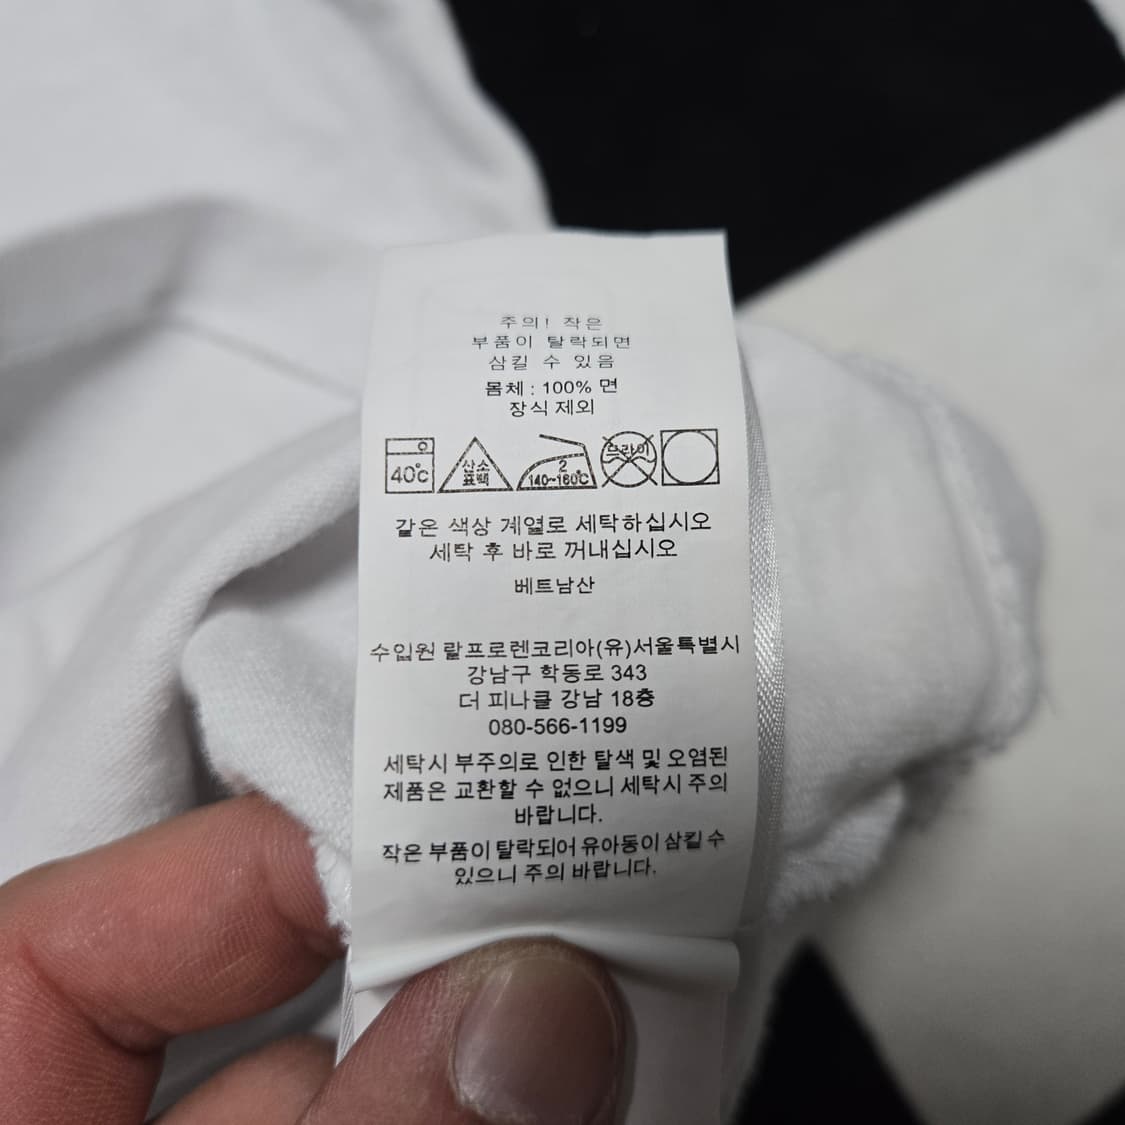 주의! 작은
부품이 탈락되면
삼킬 수 있음
몸체 : 100% 면
장식 제외
40℃
산소
표백
2
140~160℃
드라이
같은 색상 계열로 세탁하십시오
세탁 후 바로 꺼내십시오
베트남산
수입원 랄프로렌코리아(유)서울특별시
강남구 학동로 343
더 피나클 강남 18층
080-566-1199
세탁시 부주의로 인한 탈색 및 오염된
제품은 교환할 수 없으니 세탁시 주의
바랍니다.
작은 부품이 탈락되어 유아동이 삼킬 수
있으니 주의 바랍니다.